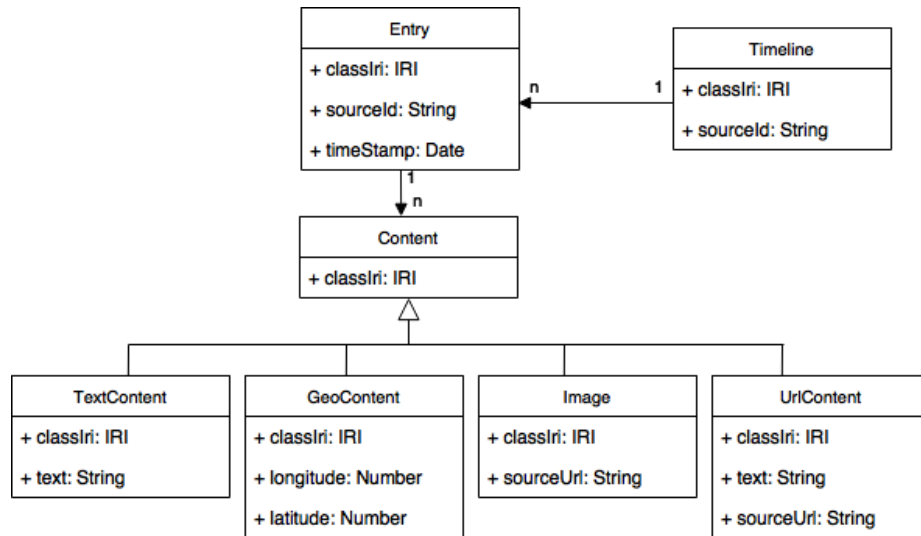 Entry
+ classIri: IRI
+ sourceId: String
+ timeStamp: Date
Timeline
+ classIri: IRI
+ sourceId: String
n
1
1
n
Content
+ classIri: IRI
TextContent
+ classIri: IRI
+ text: String
GeoContent
+ classIri: IRI
+ longitude: Number
+ latitude: Number
Image
+ classIri: IRI
+ sourceUrl: String
UrlContent
+ classIri: IRI
+ text: String
+ sourceUrl: String